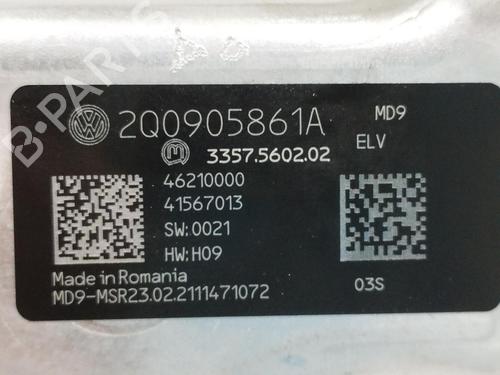 2Q0905861A MD9
3357.5602.02 ELV
46210000
41567013
SW:0021
HW:H09
Made in Romania
MD9-MSR23.02.2111471072 03S
B-PARTS